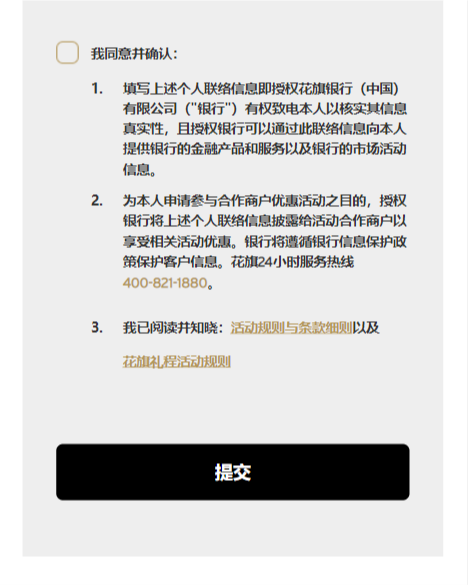 我同意并确认：
1. 填写上述个人联络信息即授权花旗银行（中国）
有限公司（"银行"）有权致电本人以核实其信息
真实性，且授权银行可以通过此联络信息向本人
提供银行的金融产品和服务以及银行的市场活动
信息。
2. 为本人申请参与合作商户优惠活动之目的，授权
银行将上述个人联络信息披露给活动合作商户以
享受相关活动优惠。银行将遵循银行信息保护政
策保护客户信息。花旗24小时服务热线
400-821-1880。
3. 我已阅读并知晓：活动规则与条款细则以及
花旗礼程活动规则
提交